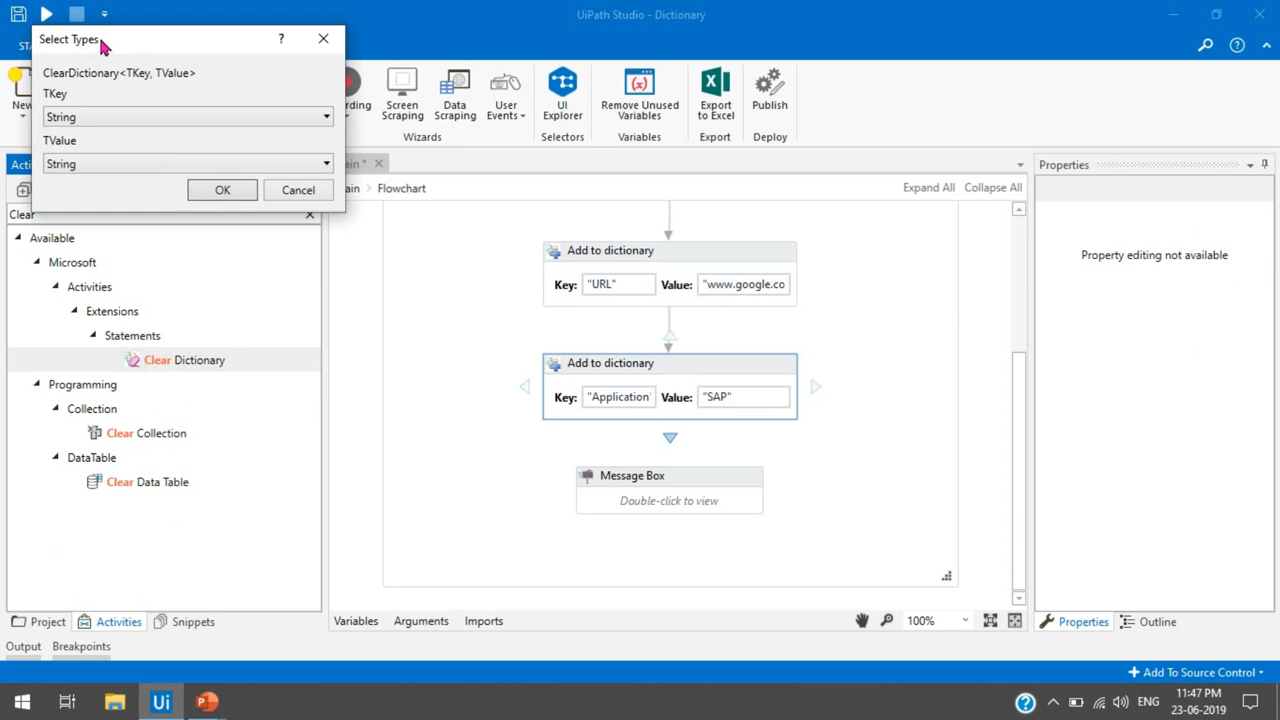 UiPath Studio - Dictionary
Select Types
?
ClearDictionary<TKey, TValue>
TKey
String
TValue
String
OK
Cancel
New
Screen
Scraping
Data
Scraping
User
Events
Wizards
UI
Explorer
Selectors
Remove Unused
Variables
Variables
Export
to Excel
Export
Publish
Deploy
Flowchart
Expand All
Collapse All
Clear
Available
Microsoft
Activities
Extensions
Statements
Clear Dictionary
Programming
Collection
Clear Collection
DataTable
Clear Data Table
Add to dictionary
Key:
"URL"
Value:
"www.google.co
Add to dictionary
Key:
"Application"
Value:
"SAP"
Message Box
Double-click to view
Properties
Property editing not available
Project
Activities
Snippets
Variables
Arguments
Imports
100%
Properties
Outline
Output
Breakpoints
Add To Source Control
Ui
P
ENG
11:47 PM
23-06-2019